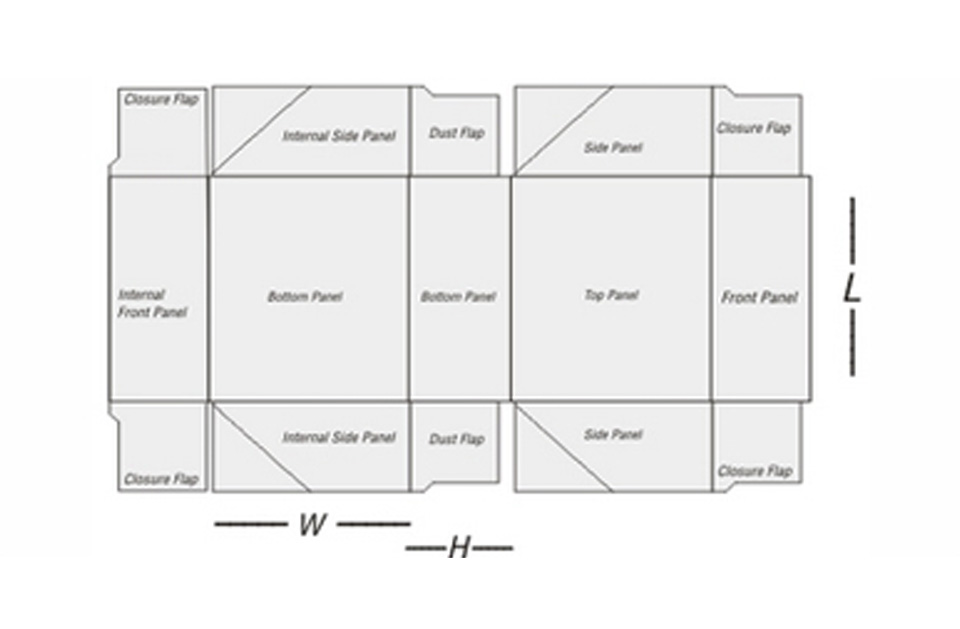 Closure Flap
Internal Side Panel
Dust Flap
Side Panel
Closure Flap
Internal
Front Panel
Bottom Panel
Bottom Panel
Top Panel
Front Panel
L
Internal Side Panel
Dust Flap
Side Panel
Closure Flap
Closure Flap
W
H